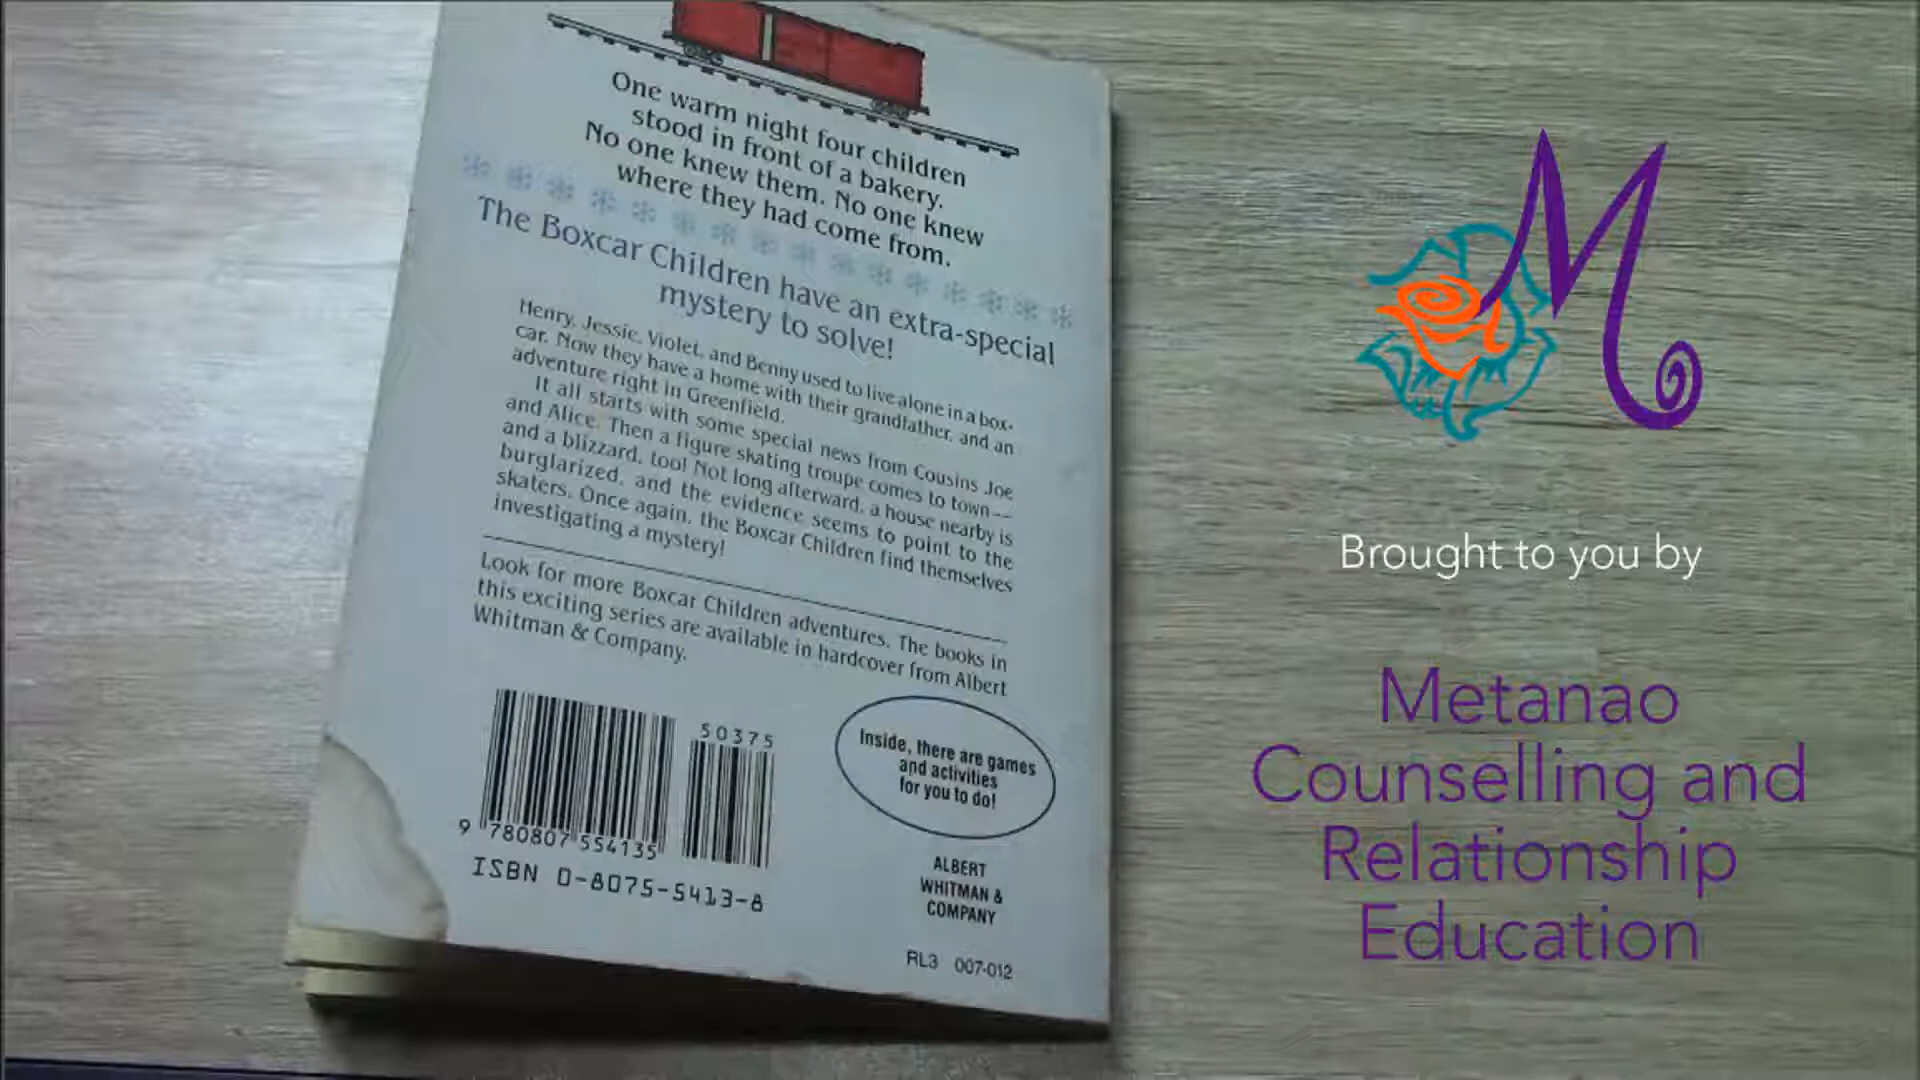 One warm night four children
stood in front of a bakery.
No one knew them. No one knew
where they had come from.
The Boxcar Children have an extra-special
mystery to solve!
Henry, Jessie, Violet, and Benny used to live alone in a box-
car. Now they have a home with their grandfather, and an
adventure right in Greenfield.
It all starts with some special news from Cousins Joe
and Alice. Then a figure skating troupe comes to town--
and a blizzard, too! Not long afterward, a house nearby is
burglarized, and the evidence seems to point to the
skaters. Once again, the Boxcar Children find themselves
investigating a mystery!
Look for more Boxcar Children adventures. The books in
this exciting series are available in hardcover from Albert
Whitman & Company.
50375
9 780807 554135
ISBN 0-8075-5413-8
Inside, there are games
and activities
for you to do!
ALBERT
WHITMAN &
COMPANY
RL3 007-012
M
Brought to you by
Metanao
Counselling and
Relationship
Education